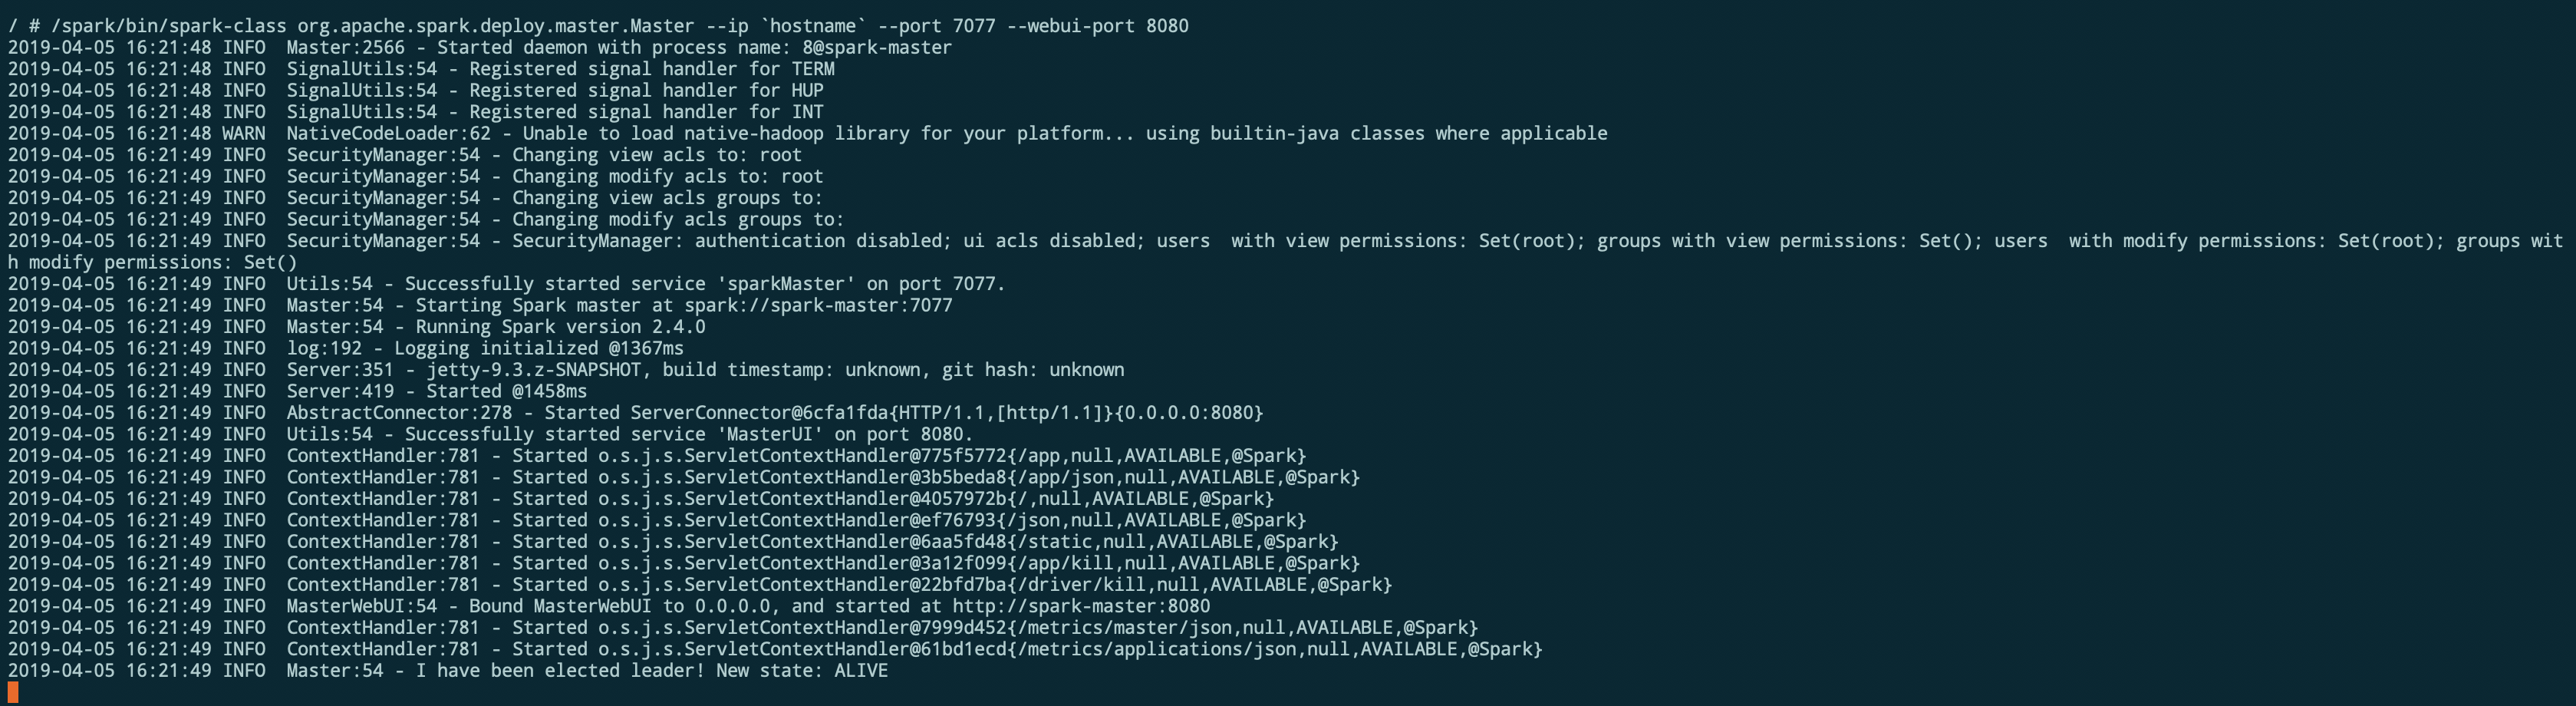 / # /spark/bin/spark-class org.apache.spark.deploy.master.Master --ip `hostname` --port 7077 --webui-port 8080
2019-04-05 16:21:48 INFO  Master:2566 - Started daemon with process name: 8@spark-master
2019-04-05 16:21:48 INFO  SignalUtils:54 - Registered signal handler for TERM
2019-04-05 16:21:48 INFO  SignalUtils:54 - Registered signal handler for HUP
2019-04-05 16:21:48 INFO  SignalUtils:54 - Registered signal handler for INT
2019-04-05 16:21:48 WARN  NativeCodeLoader:62 - Unable to load native-hadoop library for your platform... using builtin-java classes where applicable
2019-04-05 16:21:49 INFO  SecurityManager:54 - Changing view acls to: root
2019-04-05 16:21:49 INFO  SecurityManager:54 - Changing modify acls to: root
2019-04-05 16:21:49 INFO  SecurityManager:54 - Changing view acls groups to:
2019-04-05 16:21:49 INFO  SecurityManager:54 - Changing modify acls groups to:
2019-04-05 16:21:49 INFO  SecurityManager:54 - SecurityManager: authentication disabled; ui acls disabled; users  with view permissions: Set(root); groups with view permissions: Set(); users  with modify permissions: Set(root); groups wit
h modify permissions: Set()
2019-04-05 16:21:49 INFO  Utils:54 - Successfully started service 'sparkMaster' on port 7077.
2019-04-05 16:21:49 INFO  Master:54 - Starting Spark master at spark://spark-master:7077
2019-04-05 16:21:49 INFO  Master:54 - Running Spark version 2.4.0
2019-04-05 16:21:49 INFO  log:192 - Logging initialized @1367ms
2019-04-05 16:21:49 INFO  Server:351 - jetty-9.3.z-SNAPSHOT, build timestamp: unknown, git hash: unknown
2019-04-05 16:21:49 INFO  Server:419 - Started @1458ms
2019-04-05 16:21:49 INFO  AbstractConnector:278 - Started ServerConnector@6cfa1fda{HTTP/1.1,[http/1.1]}{0.0.0.0:8080}
2019-04-05 16:21:49 INFO  Utils:54 - Successfully started service 'MasterUI' on port 8080.
2019-04-05 16:21:49 INFO  ContextHandler:781 - Started o.s.j.s.ServletContextHandler@775f5772{/app,null,AVAILABLE,@Spark}
2019-04-05 16:21:49 INFO  ContextHandler:781 - Started o.s.j.s.ServletContextHandler@3b5beda8{/app/json,null,AVAILABLE,@Spark}
2019-04-05 16:21:49 INFO  ContextHandler:781 - Started o.s.j.s.ServletContextHandler@4057972b{/,null,AVAILABLE,@Spark}
2019-04-05 16:21:49 INFO  ContextHandler:781 - Started o.s.j.s.ServletContextHandler@ef76793{/json,null,AVAILABLE,@Spark}
2019-04-05 16:21:49 INFO  ContextHandler:781 - Started o.s.j.s.ServletContextHandler@6aa5fd48{/static,null,AVAILABLE,@Spark}
2019-04-05 16:21:49 INFO  ContextHandler:781 - Started o.s.j.s.ServletContextHandler@3a12f099{/app/kill,null,AVAILABLE,@Spark}
2019-04-05 16:21:49 INFO  ContextHandler:781 - Started o.s.j.s.ServletContextHandler@22bfd7ba{/driver/kill,null,AVAILABLE,@Spark}
2019-04-05 16:21:49 INFO  MasterWebUI:54 - Bound MasterWebUI to 0.0.0.0, and started at http://spark-master:8080
2019-04-05 16:21:49 INFO  ContextHandler:781 - Started o.s.j.s.ServletContextHandler@7999d452{/metrics/master/json,null,AVAILABLE,@Spark}
2019-04-05 16:21:49 INFO  ContextHandler:781 - Started o.s.j.s.ServletContextHandler@61bd1ecd{/metrics/applications/json,null,AVAILABLE,@Spark}
2019-04-05 16:21:49 INFO  Master:54 - I have been elected leader! New state: ALIVE